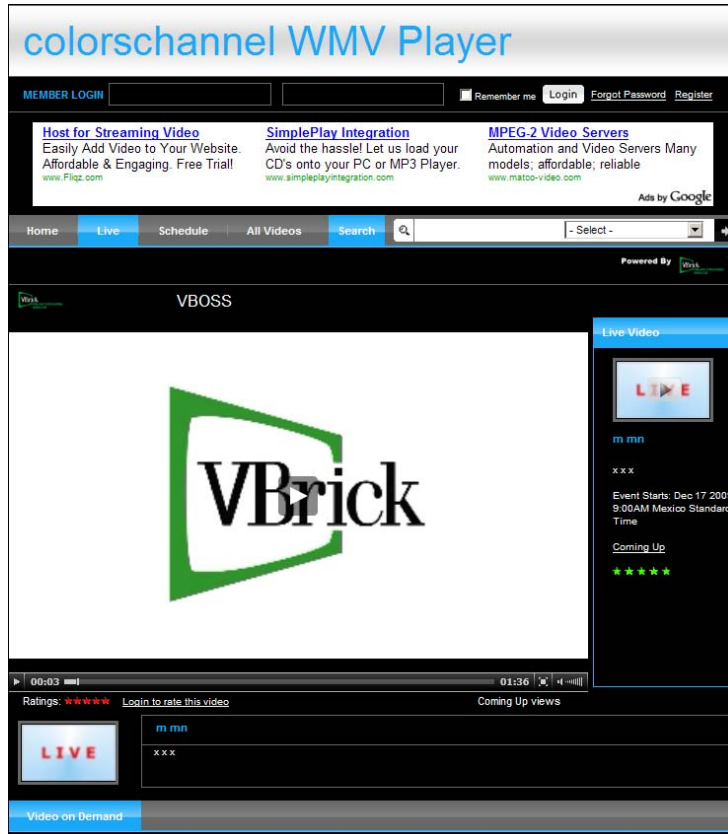 colorschannel WMV Player
MEMBER LOGIN Remember me Login Forgot Password Register
Host for Streaming Video
Easily Add Video to Your Website.
Affordable & Engaging. Free Trial!
www.Fliqz.com
SimplePlay Integration
Avoid the hassle! Let us load your
CD's onto your PC or MP3 Player.
www.simpleplayintegration.com
MPEG-2 Video Servers
Automation and Video Servers Many
models; affordable; reliable
www.matco-video.com
Ads by Google
Home Live Schedule All Videos Search - Select -
Powered By VBrick
VBrick VBOSS
VBrick
00:03 01:36
Ratings: Login to rate this video Coming Up views
Live Video
LIVE
m mn
x x x
Event Starts: Dec 17 200
9:00AM Mexico Standard
Time
Coming Up
LIVE
m mn
x x x
Video on Demand